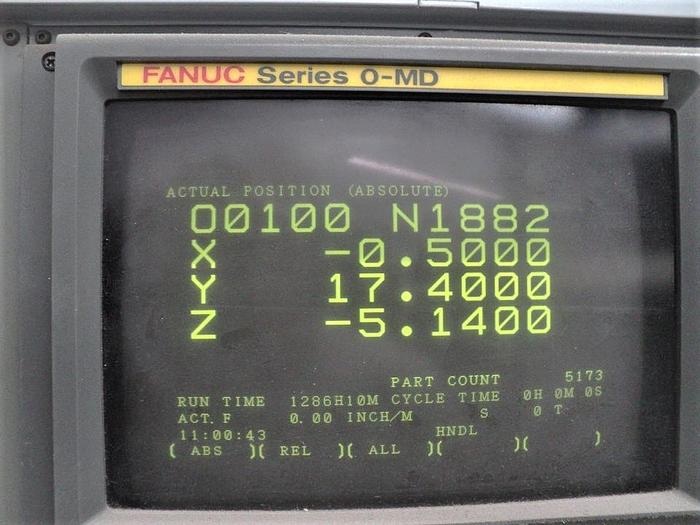 FANUC Series 0-MD
ACTUAL POSITION (ABSOLUTE)
O0100 N1882
X -0.5000
Y 17.4000
Z -5.1400
PART COUNT 5173
RUN TIME 1286H10M CYCLE TIME 0H 0M 0S
ACT.F 0.00 INCH/M S 0 T
11:00:43 HNDL
( ABS )( REL )( ALL )( )( )